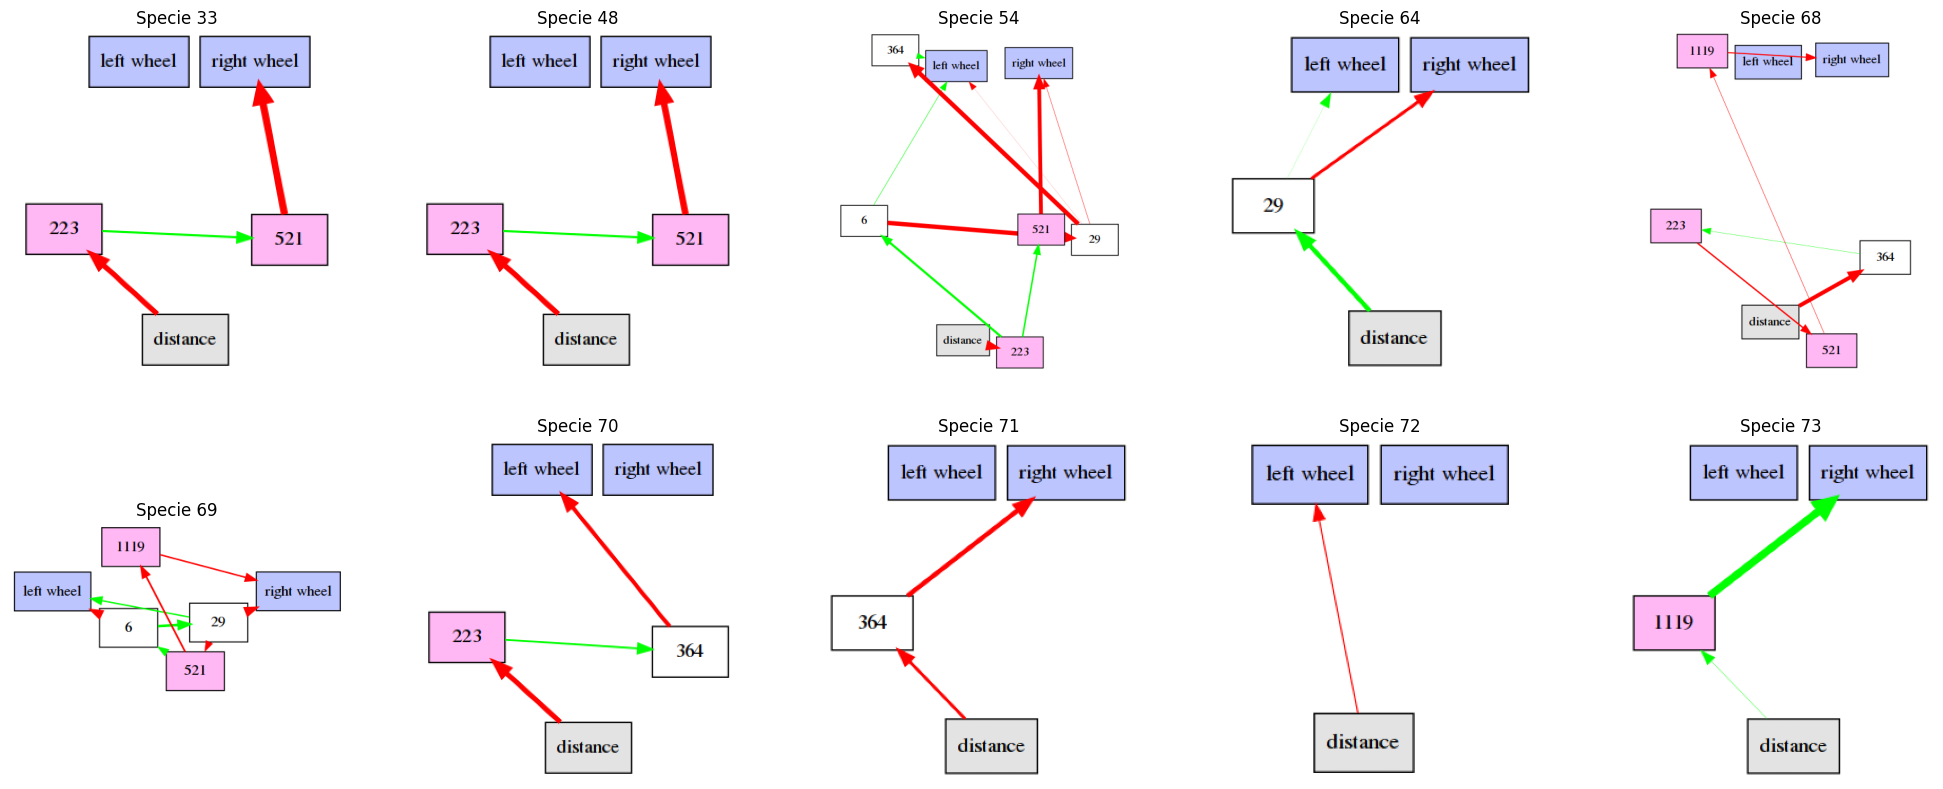 Specie 33
left wheel
right wheel
223
521
distance
Specie 48
left wheel
right wheel
223
521
distance
Specie 54
364
left wheel
right wheel
6
521
29
distance
223
Specie 64
left wheel
right wheel
29
distance
Specie 68
1119
left wheel
right wheel
223
364
distance
521
Specie 69
1119
left wheel
right wheel
6
29
521
Specie 70
left wheel
right wheel
223
364
distance
Specie 71
left wheel
right wheel
364
distance
Specie 72
left wheel
right wheel
distance
Specie 73
left wheel
right wheel
1119
distance